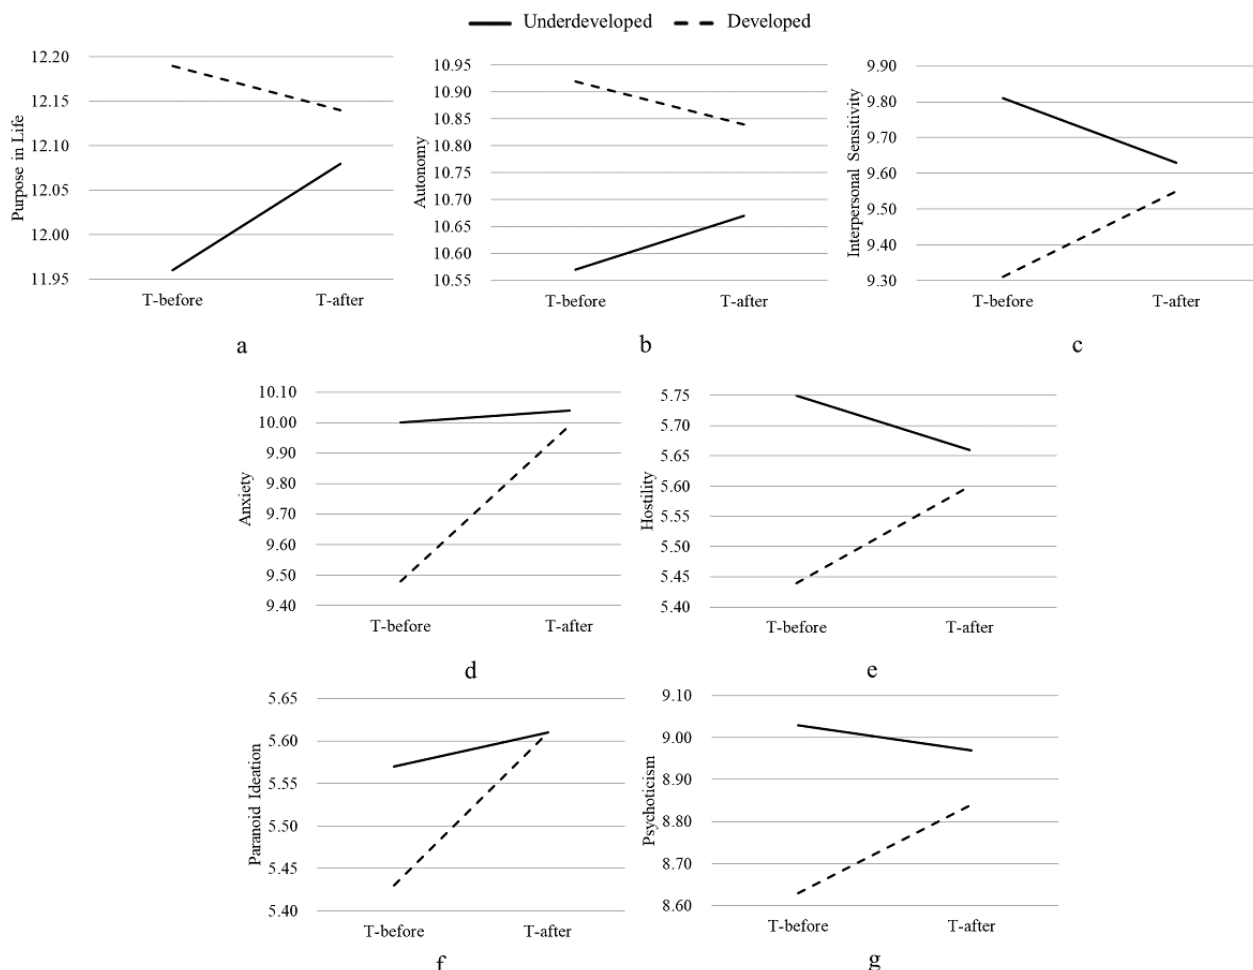 Underdeveloped Developed
Purpose in Life
12.20
12.15
12.10
12.05
12.00
11.95
T-before T-after
a
Autonomy
10.95
10.90
10.85
10.80
10.75
10.70
10.65
10.60
10.55
T-before T-after
b
Interpersonal Sensitivity
9.90
9.80
9.70
9.60
9.50
9.40
9.30
T-before T-after
c
Anxiety
10.10
10.00
9.90
9.80
9.70
9.60
9.50
9.40
T-before T-after
d
Hostility
5.75
5.70
5.65
5.60
5.55
5.50
5.45
5.40
T-before T-after
e
Paranoid Ideation
5.65
5.60
5.55
5.50
5.45
5.40
T-before T-after
f
Psychoticism
9.10
9.00
8.90
8.80
8.70
8.60
T-before T-after
g